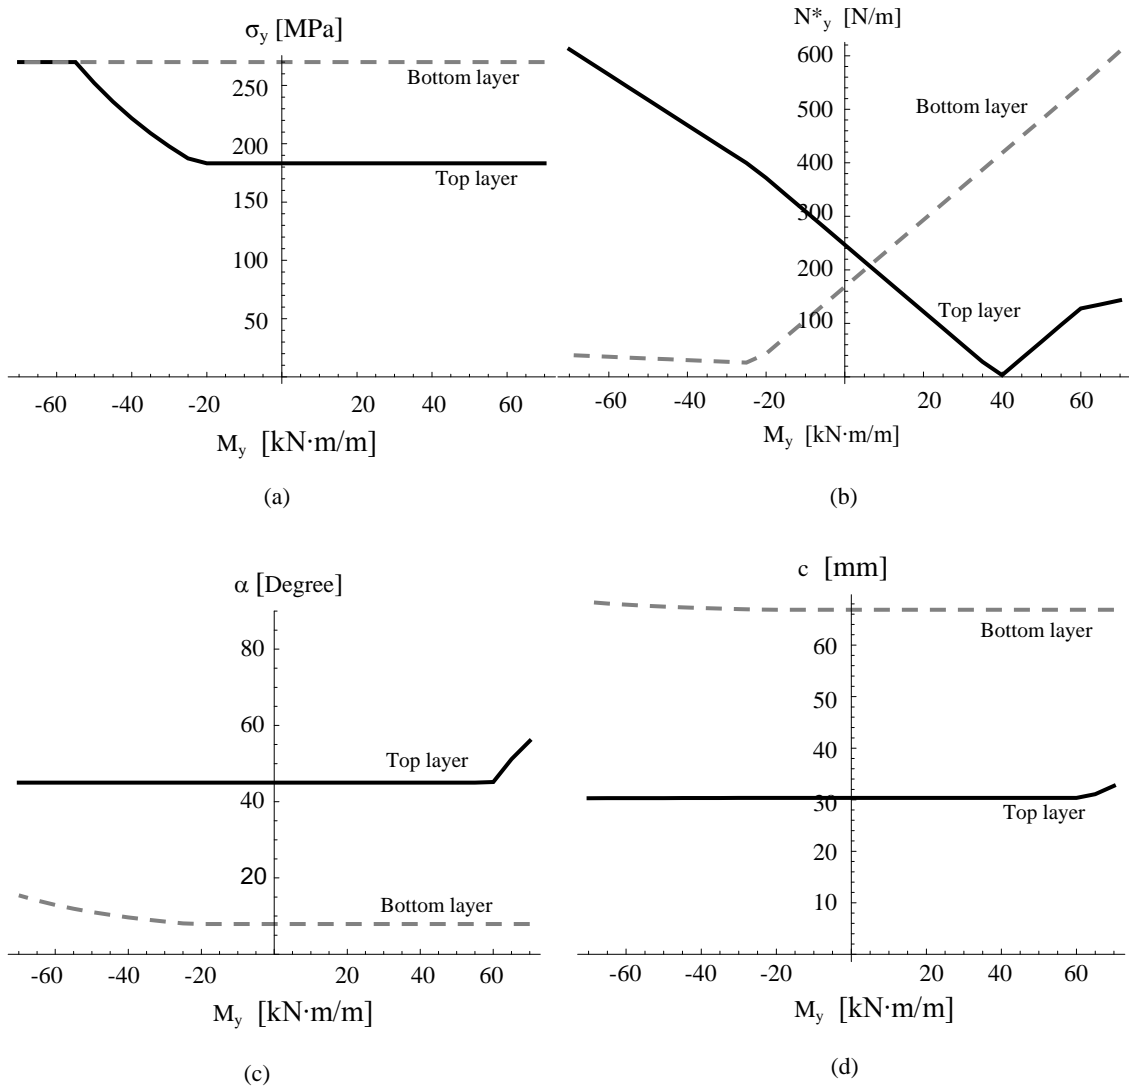 σy [MPa]
250
200
150
100
50
Bottom layer
Top layer
-60 -40 -20 20 40 60
My [kN·m/m]
(a)
N*y [N/m]
600
500
400
300
200
100
Bottom layer
Top layer
-60 -20 20 40 60
My [kN·m/m]
(b)
α [Degree]
80
60
40
20
Top layer
Bottom layer
-60 -40 -20 20 40 60
My [kN·m/m]
(c)
c [mm]
60
50
40
30
20
10
Bottom layer
Top layer
-60 -40 -20 20 40 60
My [kN·m/m]
(d)